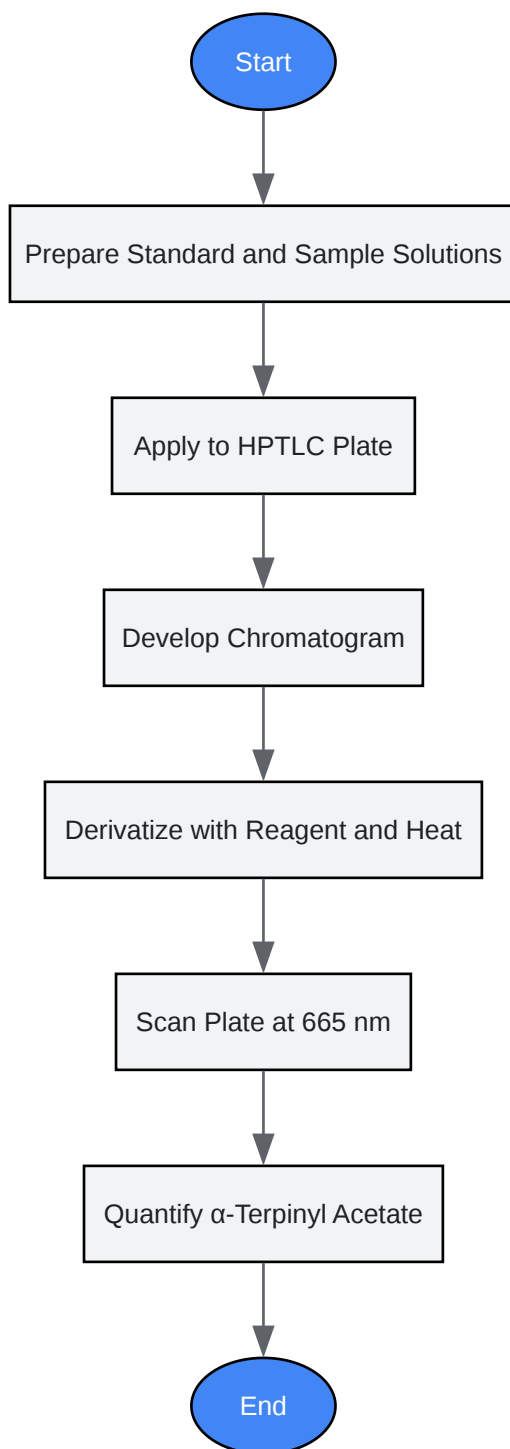 Start
Prepare Standard and Sample Solutions
Apply to HPTLC Plate
Develop Chromatogram
Derivatize with Reagent and Heat
Scan Plate at 665 nm
Quantify α-Terpinyl Acetate
End